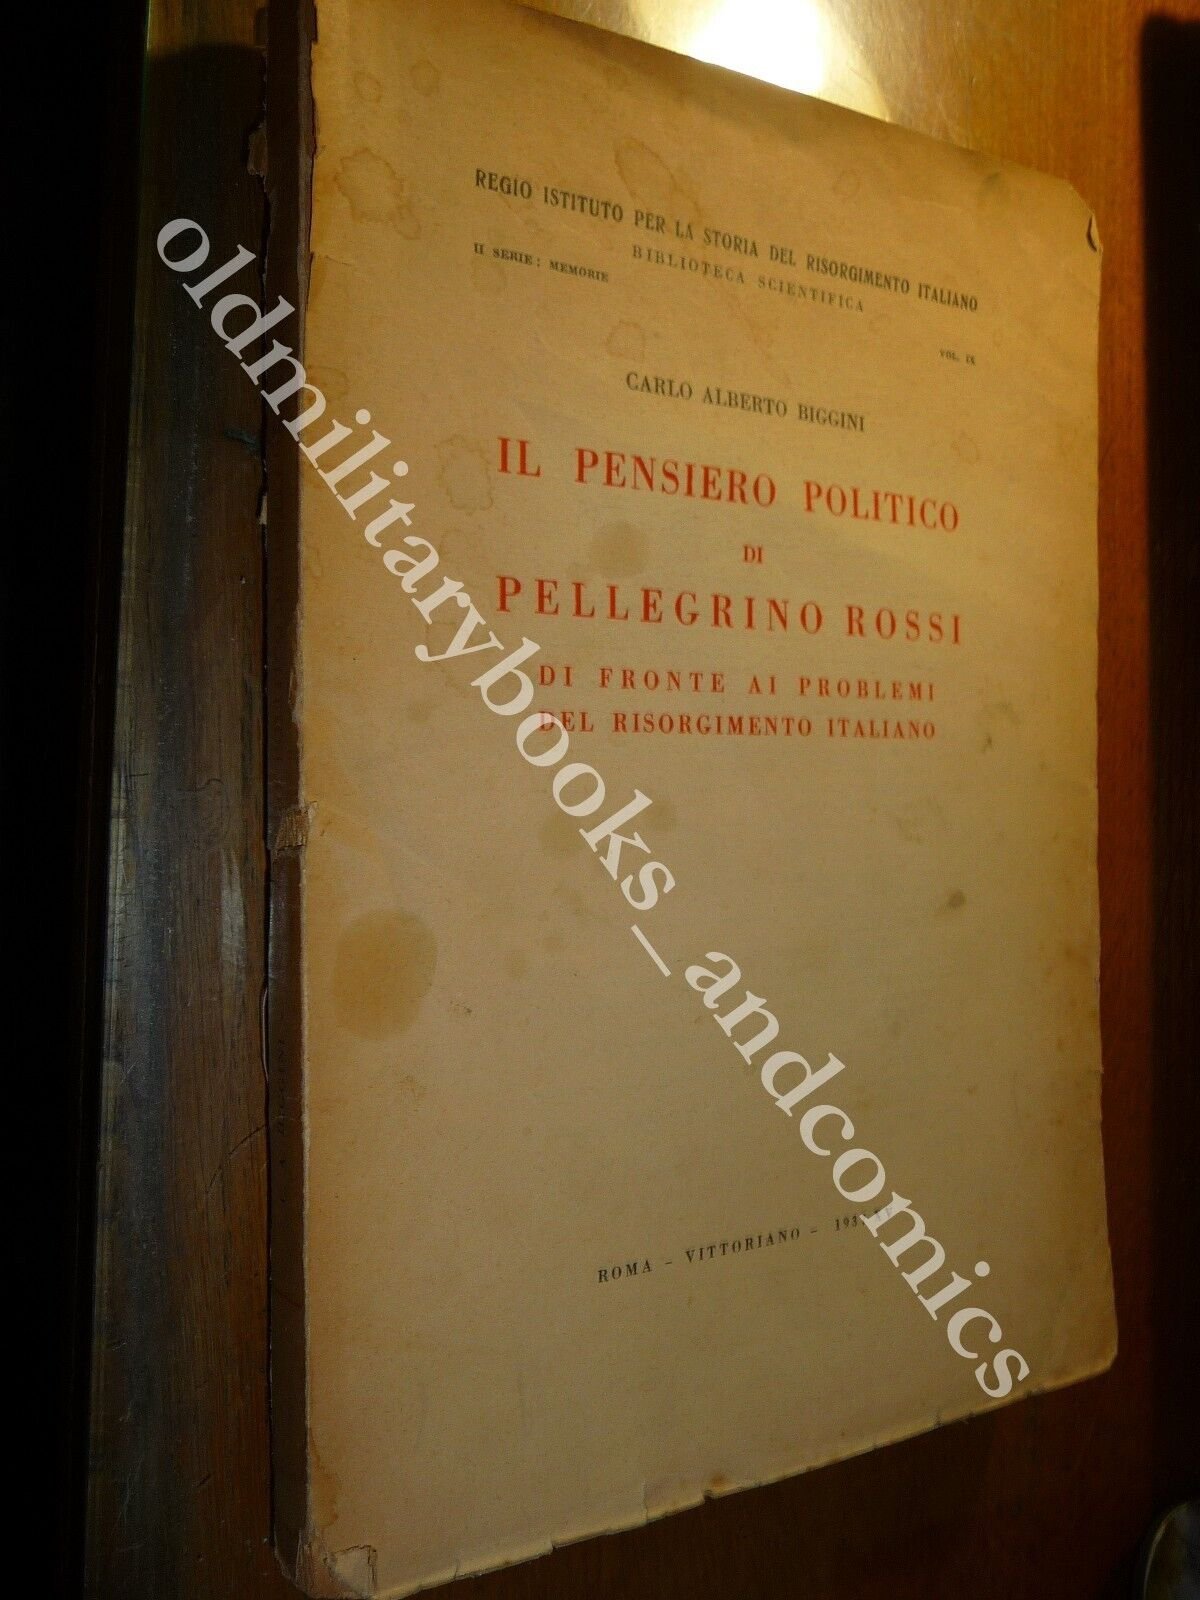 REGIO ISTITUTO PER LA STORIA DEL RISORGIMENTO ITALIANO
BIBLIOTECA SCIENTIFICA
II SERIE: MEMORIE
VOL. IX
CARLO ALBERTO BIGGINI
IL PENSIERO POLITICO
DI
PELLEGRINO ROSSI
DI FRONTE AI PROBLEMI
DEL RISORGIMENTO ITALIANO
ROMA - VITTORIANO -
oldmilitarybooks_andcomics